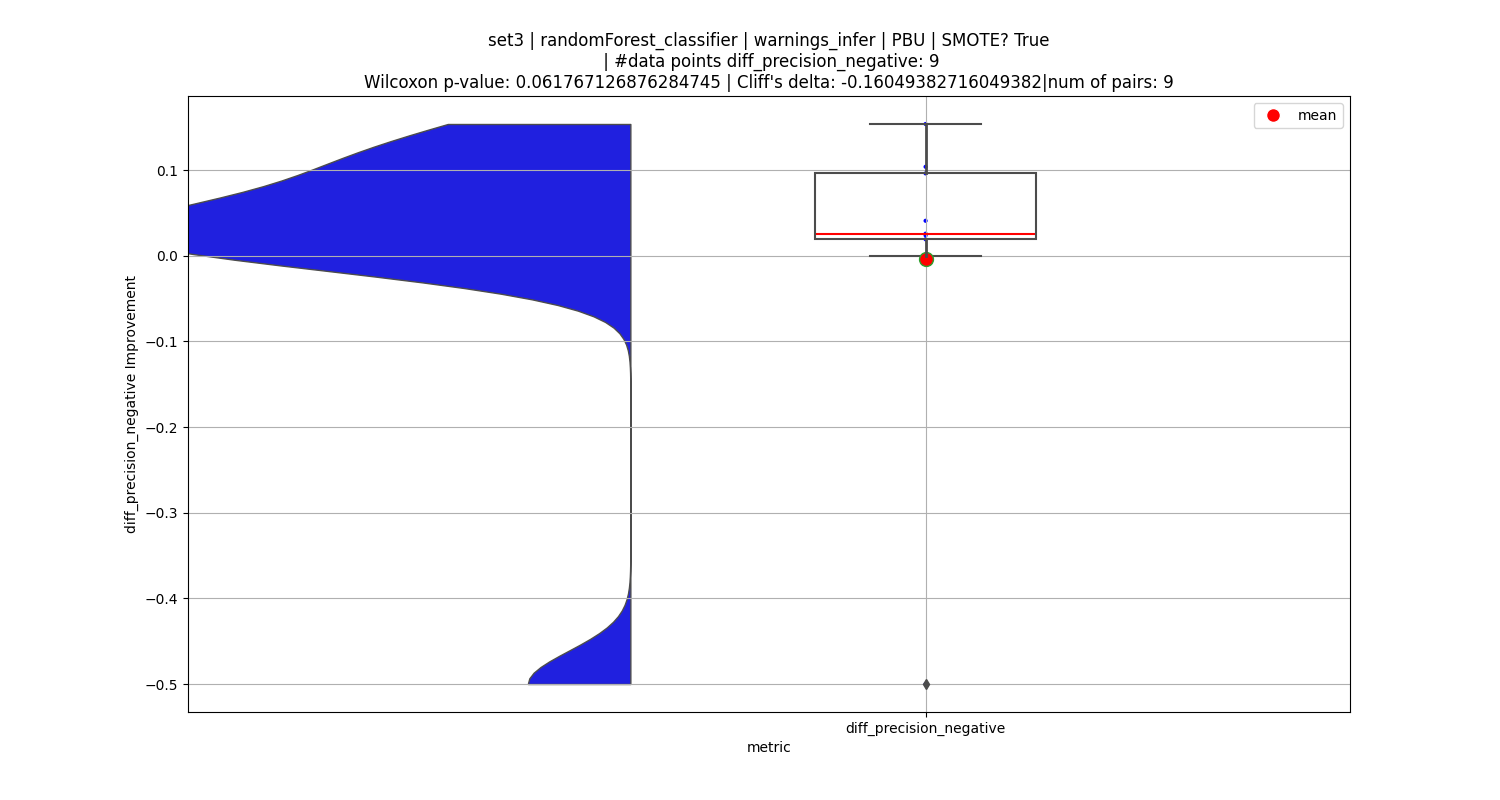 set3 | randomForest_classifier | warnings_infer | PBU | SMOTE? True
| #data points diff_precision_negative: 9
Wilcoxon p-value: 0.061767126876284745 | Cliff's delta: -0.16049382716049382|num of pairs: 9
mean
0.1
0.0
−0.1
−0.2
−0.3
−0.4
−0.5
diff_precision_negative Improvement
diff_precision_negative
metric